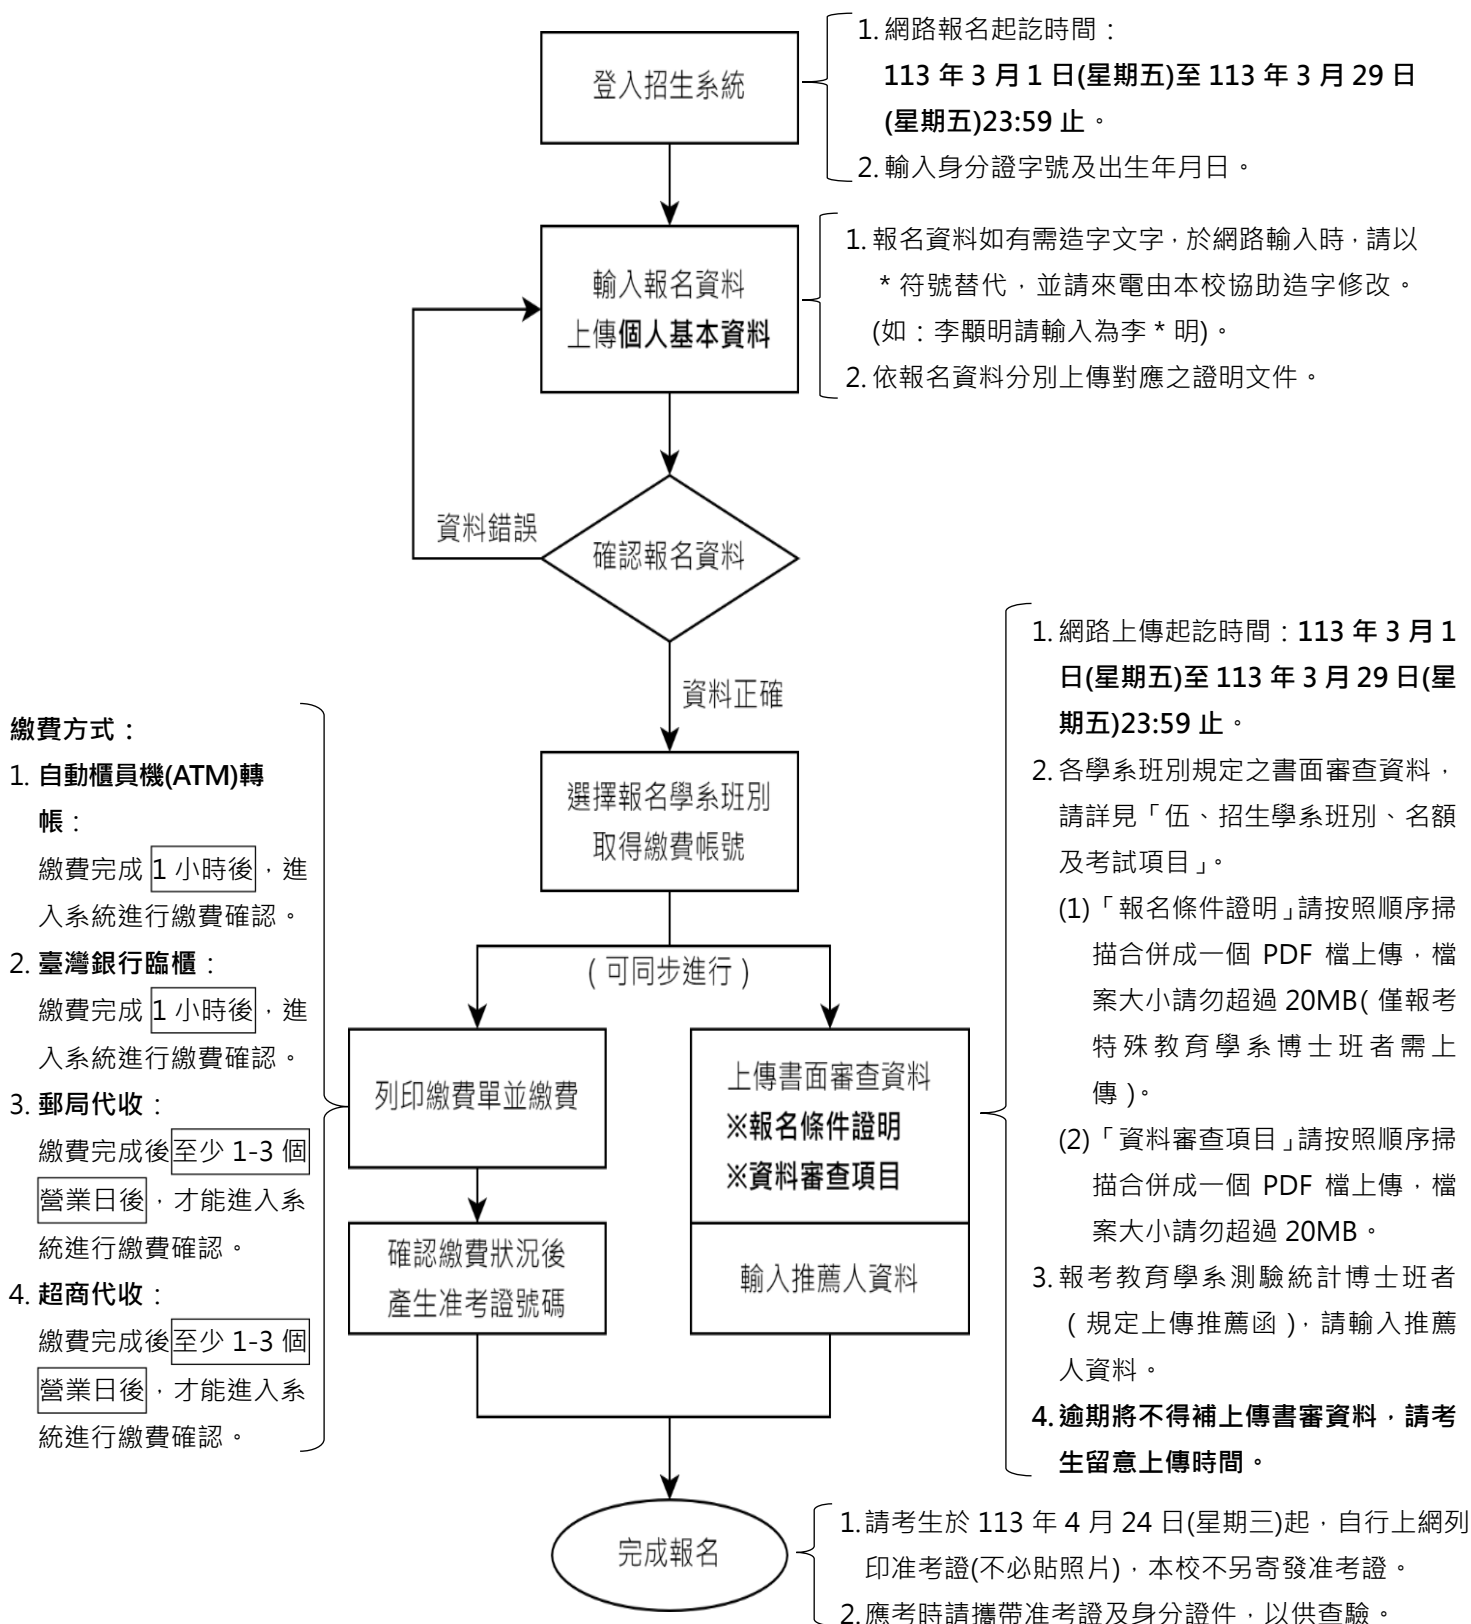 登入招生系統
1. 網路報名起訖時間：
113 年 3 月 1 日(星期五)至 113 年 3 月 29 日
(星期五)23:59 止。
2. 輸入身分證字號及出生年月日。
輸入報名資料
上傳個人基本資料
1. 報名資料如有需造字文字，於網路輸入時，請以
* 符號替代，並請來電由本校協助造字修改。
(如：李顒明請輸入為李 * 明)。
2. 依報名資料分別上傳對應之證明文件。
資料錯誤
確認報名資料
資料正確
選擇報名學系班別
取得繳費帳號
(可同步進行)
繳費方式：
1. 自動櫃員機(ATM)轉
帳：
繳費完成 1 小時後，進
入系統進行繳費確認。
2. 臺灣銀行臨櫃：
繳費完成 1 小時後，進
入系統進行繳費確認。
3. 郵局代收：
繳費完成後至少 1-3 個
營業日後，才能進入系
統進行繳費確認。
4. 超商代收：
繳費完成後至少 1-3 個
營業日後，才能進入系
統進行繳費確認。
列印繳費單並繳費
確認繳費狀況後
產生准考證號碼
上傳書面審查資料
※報名條件證明
※資料審查項目
輸入推薦人資料
1. 網路上傳起訖時間：113 年 3 月 1
日(星期五)至 113 年 3 月 29 日(星
期五)23:59 止。
2. 各學系班別規定之書面審查資料，
請詳見「伍、招生學系班別、名額
及考試項目」。
(1)「報名條件證明」請按照順序掃
描合併成一個 PDF 檔上傳，檔
案大小請勿超過 20MB(僅報考
特殊教育學系博士班者需上
傳)。
(2)「資料審查項目」請按照順序掃
描合併成一個 PDF 檔上傳，檔
案大小請勿超過 20MB。
3. 報考教育學系測驗統計博士班者
(規定上傳推薦函)，請輸入推薦
人資料。
4. 逾期將不得補上傳書審資料，請考
生留意上傳時間。
完成報名
1. 請考生於 113 年 4 月 24 日(星期三)起，自行上網列
印准考證(不必貼照片)，本校不另寄發准考證。
2. 應考時請攜帶准考證及身分證件，以供查驗。